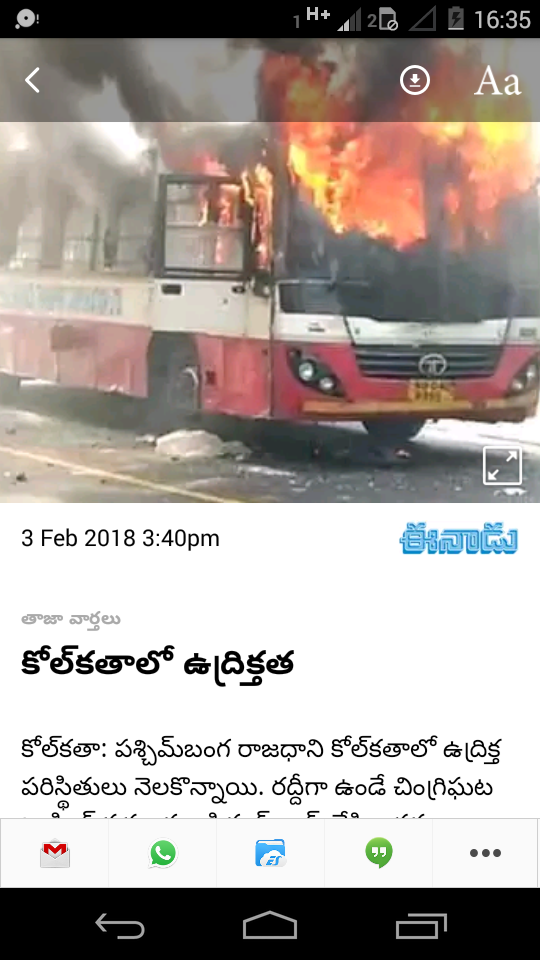 1 H+ 2 16:35
Aa
3 Feb 2018 3:40pm ఈనాడు
తాజా వార్తలు
కోల్‌కతాలో ఉద్రిక్తత
కోల్‌కతా: పశ్చిమ్‌బంగ రాజధాని కోల్‌కతాలో ఉద్రిక్త
పరిస్థితులు నెలకొన్నాయి. రద్దీగా ఉండే చింగ్రిఘట